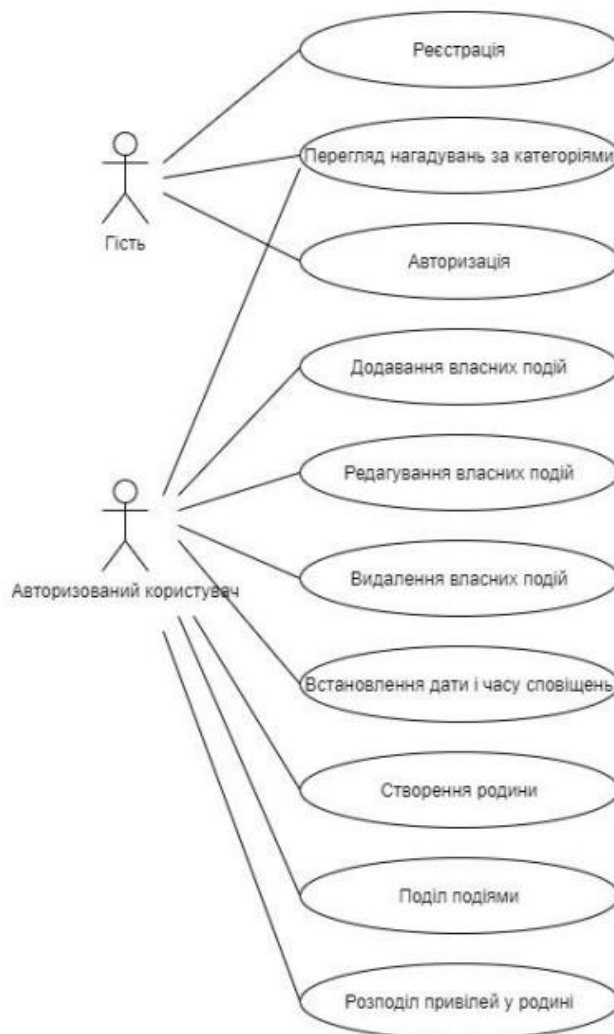 Реєстрація
Перегляд нагадувань за категоріями
Гість
Авторизація
Додавання власних подій
Редагування власних подій
Видалення власних подій
Авторизований користувач
Встановлення дати і часу сповіщень
Створення родини
Поділ подіями
Розподіл привілей у родині